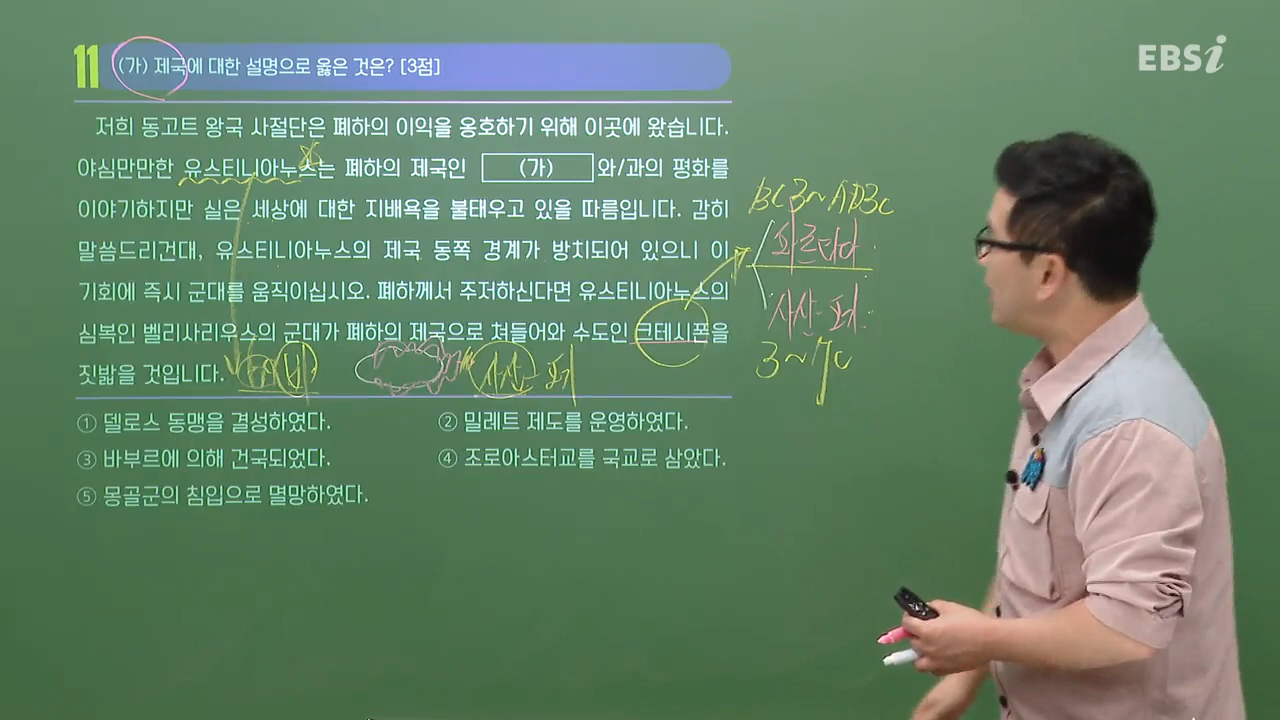 EBSi
11 (가) 제국에 대한 설명으로 옳은 것은? [3점]
저희 동고트 왕국 사절단은 폐하의 이익을 옹호하기 위해 이곳에 왔습니다.
야심만만한 유스티니아누스는 폐하의 제국인 (가) 와/과의 평화를
이야기하지만 실은 세상에 대한 지배욕을 불태우고 있을 따름입니다. 감히
말씀드리건대, 유스티니아누스의 제국 동쪽 경계가 방치되어 있으니 이
기회에 즉시 군대를 움직이십시오. 폐하께서 주저하신다면 유스티니아누스의
심복인 벨리사리우스의 군대가 폐하의 제국으로 쳐들어와 수도인 크테시폰을
짓밟을 것입니다.
비
사산 페
BC 3~AD3C
파르티아
사산 페
3~7C
① 델로스 동맹을 결성하였다.
② 밀레트 제도를 운영하였다.
③ 바부르에 의해 건국되었다.
④ 조로아스터교를 국교로 삼았다.
⑤ 몽골군의 침입으로 멸망하였다.